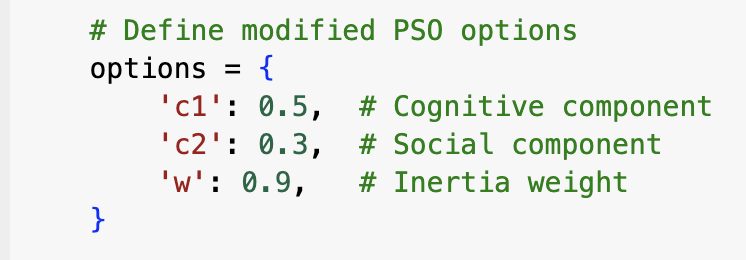 # Define modified PSO options
options = {
'c1': 0.5,  # Cognitive component
'c2': 0.3,  # Social component
'w': 0.9,   # Inertia weight
}